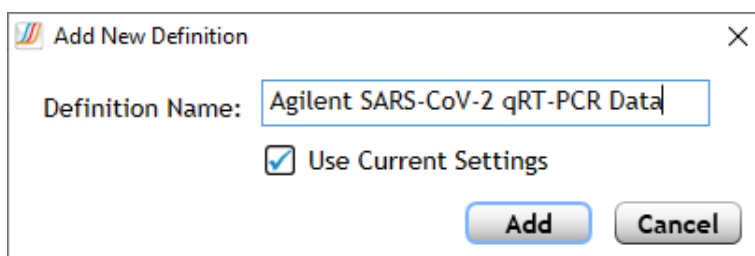 Add New Definition
Definition Name: Agilent SARS-CoV-2 qRT-PCR Data
Use Current Settings
Add Cancel